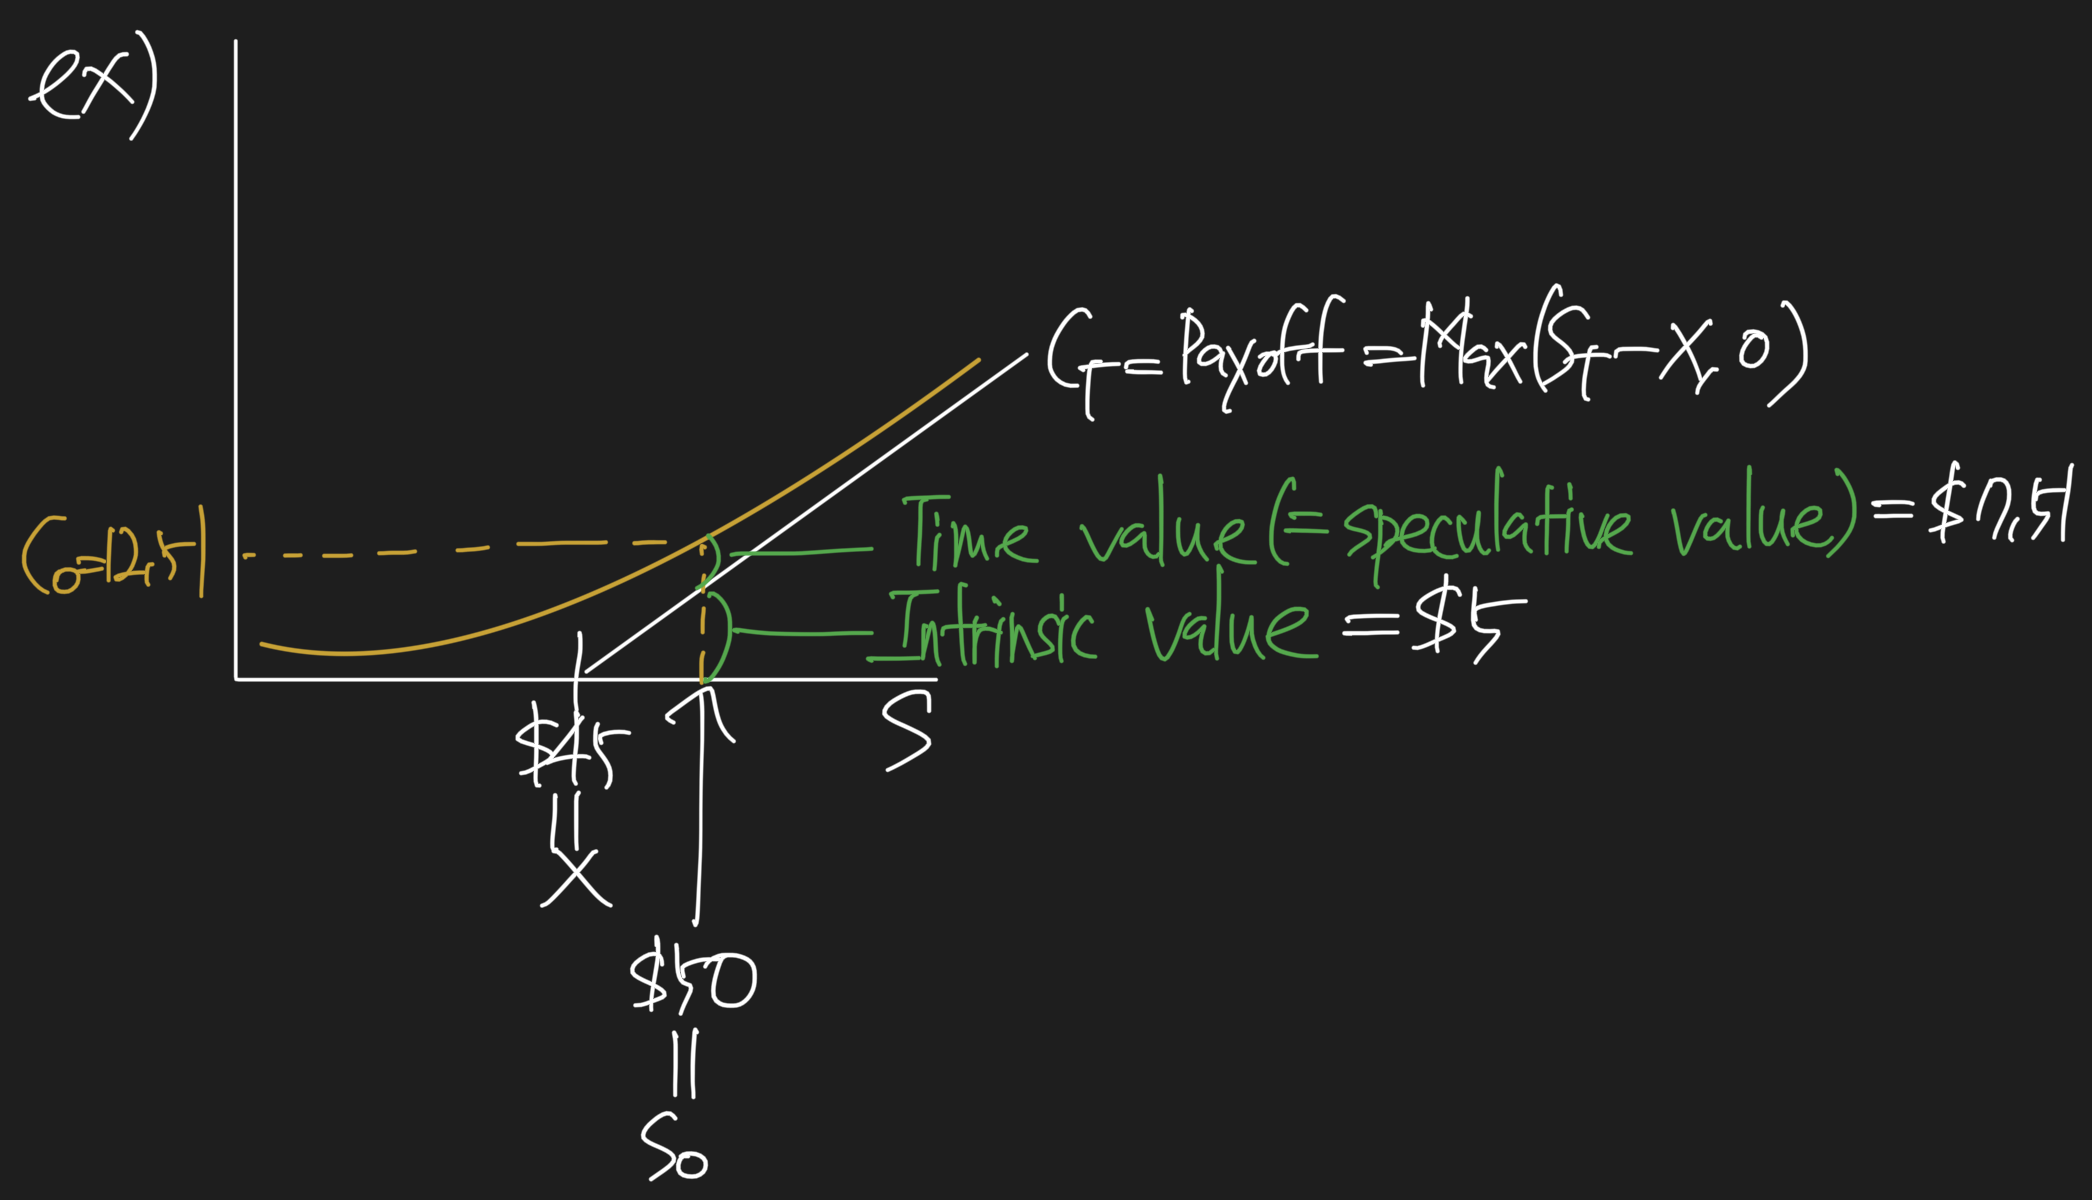 ex)
C_T = Payoff = Max(S_T - X, 0)
Time value (= speculative value) = $7.51
C_0 = 12.51
Intrinsic value = $5
$45
S
||
X
$50
||
S_0